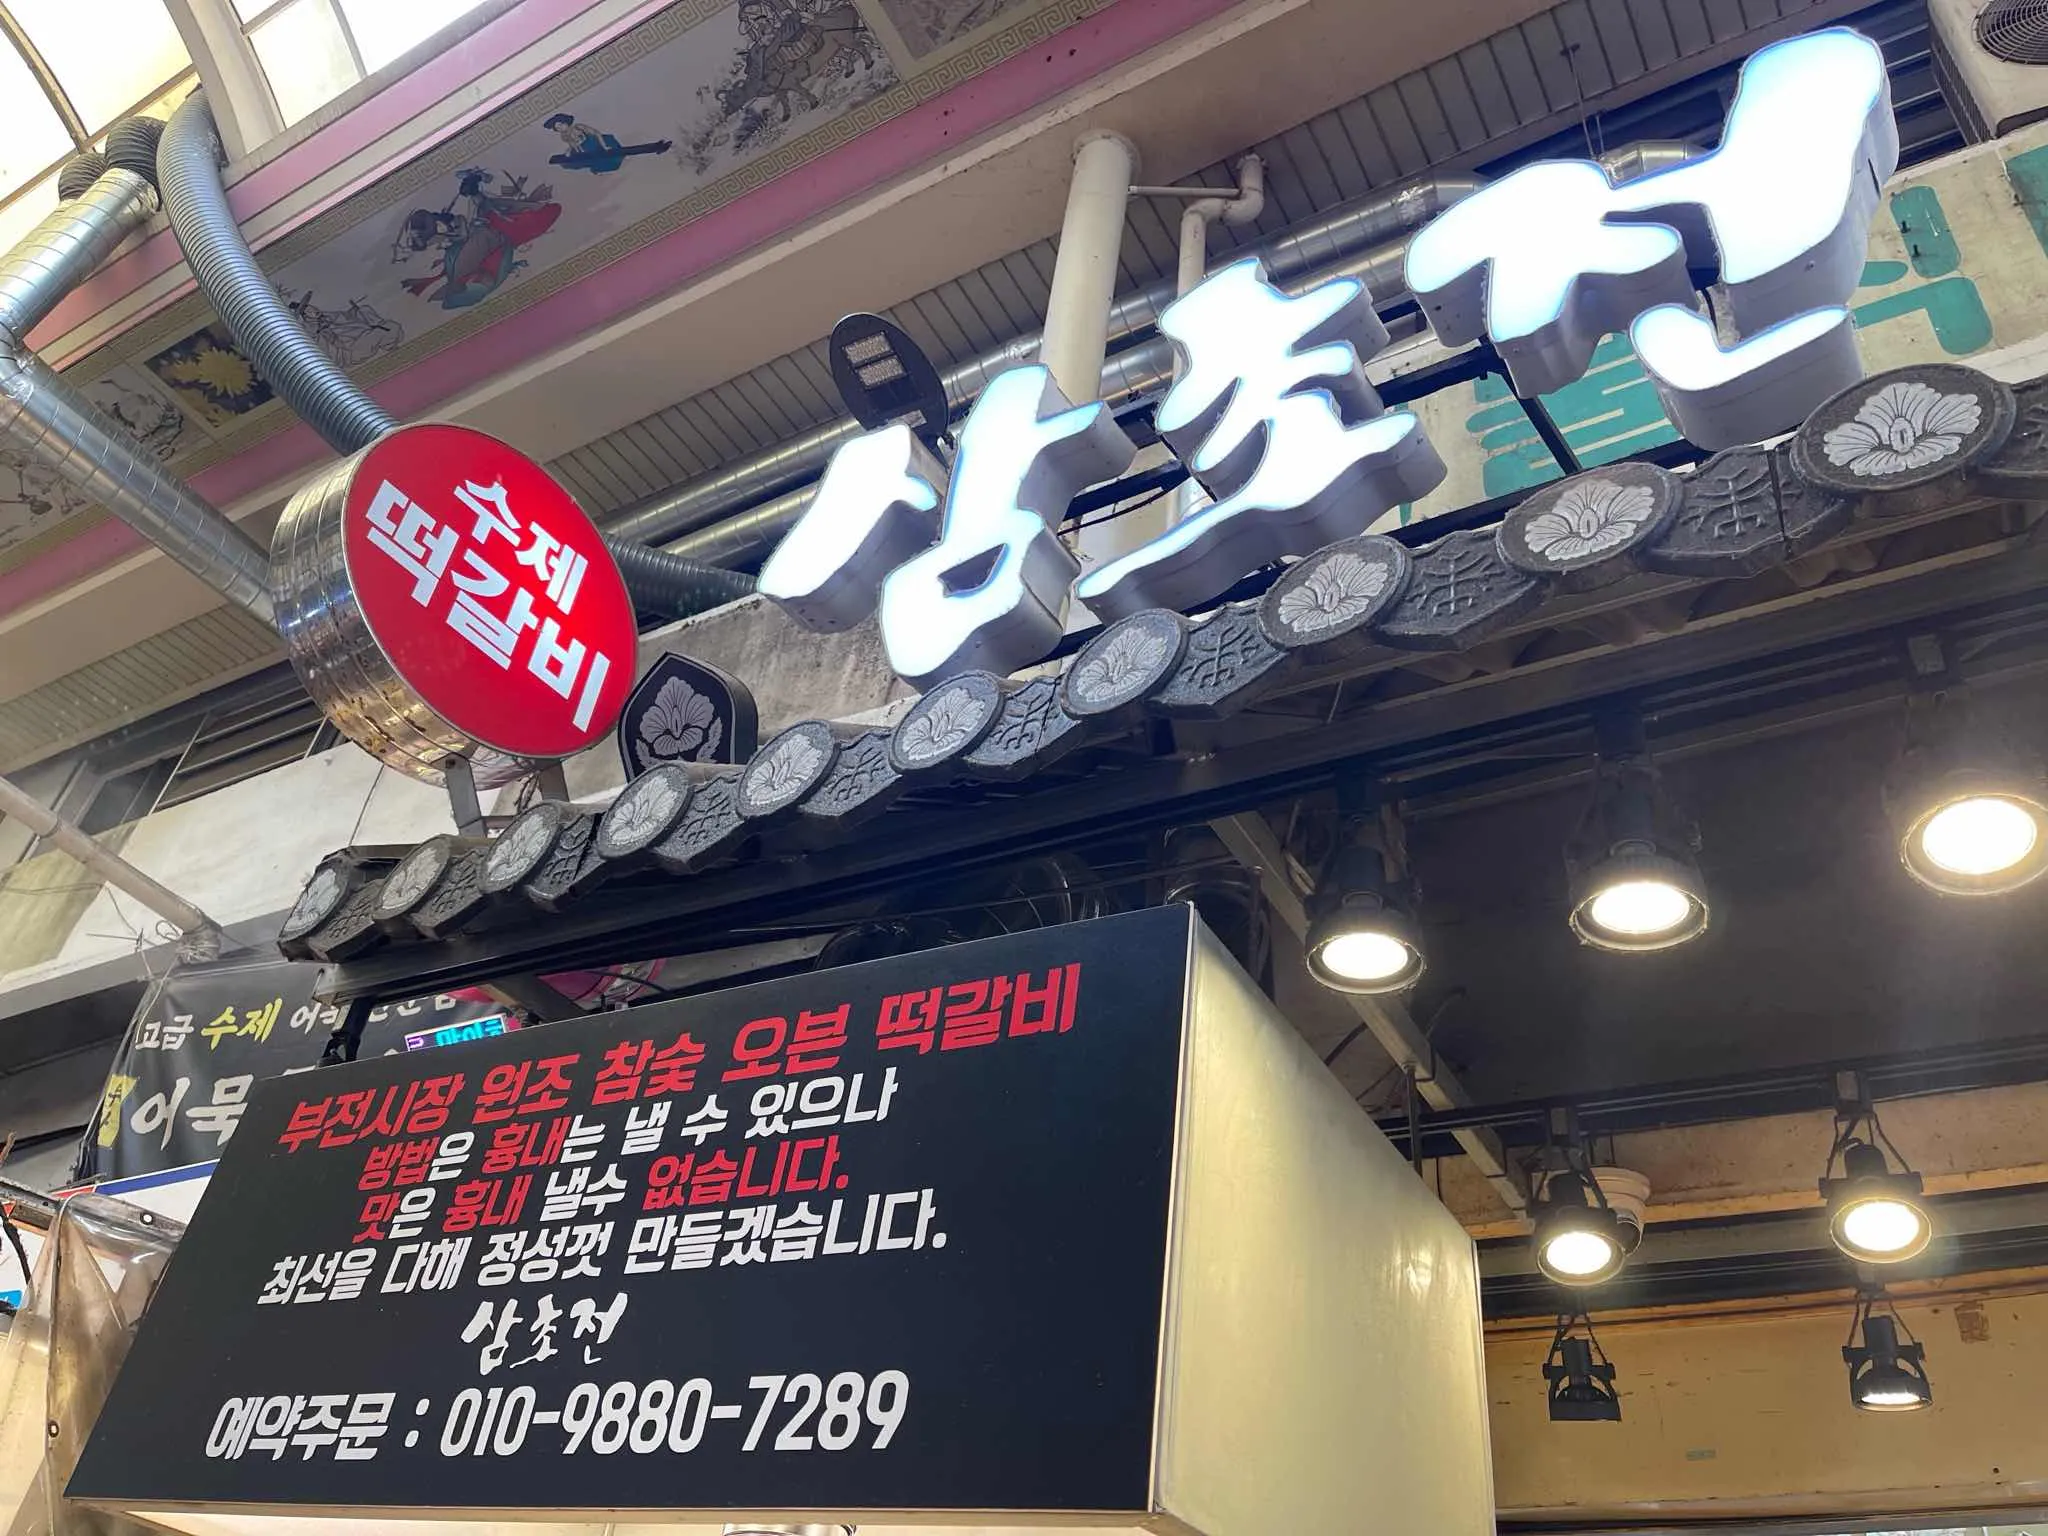 삼초전
수제
떡갈비
고급 수제
어묵
부전시장 원조 참숯 오븐 떡갈비
방법은 흉내는 낼 수 있으나
맛은 흉내 낼수 없습니다.
최선을 다해 정성껏 만들겠습니다.
삼초전
예약주문 : 010-9880-7289